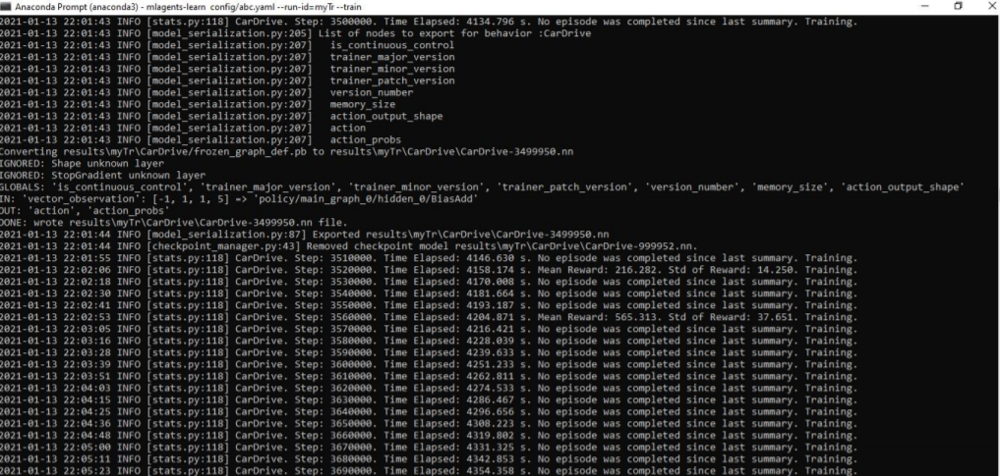 Anaconda Prompt (anaconda3) - mlagents-learn config/abc.yaml --run-id=myTr --train
2021-01-13 22:01:43 INFO [stats.py:118] CarDrive. Step: 3500000. Time Elapsed: 4134.796 s. No episode was completed since last summary. Training.
2021-01-13 22:01:43 INFO [model_serialization.py:205] List of nodes to export for behavior :CarDrive
2021-01-13 22:01:43 INFO [model_serialization.py:207] is_continuous_control
2021-01-13 22:01:43 INFO [model_serialization.py:207] trainer_major_version
2021-01-13 22:01:43 INFO [model_serialization.py:207] trainer_minor_version
2021-01-13 22:01:43 INFO [model_serialization.py:207] trainer_patch_version
2021-01-13 22:01:43 INFO [model_serialization.py:207] version_number
2021-01-13 22:01:43 INFO [model_serialization.py:207] memory_size
2021-01-13 22:01:43 INFO [model_serialization.py:207] action_output_shape
2021-01-13 22:01:43 INFO [model_serialization.py:207] action
2021-01-13 22:01:43 INFO [model_serialization.py:207] action_probs
Converting results\myTr\CarDrive/frozen_graph_def.pb to results\myTr\CarDrive\CarDrive-3499950.nn
IGNORED: Shape unknown layer
IGNORED: StopGradient unknown layer
GLOBALS: 'is_continuous_control', 'trainer_major_version', 'trainer_minor_version', 'trainer_patch_version', 'version_number', 'memory_size', 'action_output_shape'
IN: 'vector_observation': [-1, 1, 1, 5] => 'policy/main_graph_0/hidden_0/BiasAdd'
OUT: 'action', 'action_probs'
DONE: wrote results\myTr\CarDrive\CarDrive-3499950.nn file.
2021-01-13 22:01:44 INFO [model_serialization.py:87] Exported results\myTr\CarDrive\CarDrive-3499950.nn
2021-01-13 22:01:44 INFO [checkpoint_manager.py:43] Removed checkpoint model results\myTr\CarDrive\CarDrive-999952.nn.
2021-01-13 22:01:55 INFO [stats.py:118] CarDrive. Step: 3510000. Time Elapsed: 4146.630 s. No episode was completed since last summary. Training.
2021-01-13 22:02:06 INFO [stats.py:118] CarDrive. Step: 3520000. Time Elapsed: 4158.174 s. Mean Reward: 216.282. Std of Reward: 14.250. Training.
2021-01-13 22:02:18 INFO [stats.py:118] CarDrive. Step: 3530000. Time Elapsed: 4170.008 s. No episode was completed since last summary. Training.
2021-01-13 22:02:30 INFO [stats.py:118] CarDrive. Step: 3540000. Time Elapsed: 4181.664 s. No episode was completed since last summary. Training.
2021-01-13 22:02:41 INFO [stats.py:118] CarDrive. Step: 3550000. Time Elapsed: 4193.187 s. No episode was completed since last summary. Training.
2021-01-13 22:02:53 INFO [stats.py:118] CarDrive. Step: 3560000. Time Elapsed: 4204.871 s. Mean Reward: 565.313. Std of Reward: 37.651. Training.
2021-01-13 22:03:05 INFO [stats.py:118] CarDrive. Step: 3570000. Time Elapsed: 4216.421 s. No episode was completed since last summary. Training.
2021-01-13 22:03:16 INFO [stats.py:118] CarDrive. Step: 3580000. Time Elapsed: 4228.039 s. No episode was completed since last summary. Training.
2021-01-13 22:03:28 INFO [stats.py:118] CarDrive. Step: 3590000. Time Elapsed: 4239.633 s. No episode was completed since last summary. Training.
2021-01-13 22:03:39 INFO [stats.py:118] CarDrive. Step: 3600000. Time Elapsed: 4251.233 s. No episode was completed since last summary. Training.
2021-01-13 22:03:51 INFO [stats.py:118] CarDrive. Step: 3610000. Time Elapsed: 4262.811 s. No episode was completed since last summary. Training.
2021-01-13 22:04:03 INFO [stats.py:118] CarDrive. Step: 3620000. Time Elapsed: 4274.533 s. No episode was completed since last summary. Training.
2021-01-13 22:04:15 INFO [stats.py:118] CarDrive. Step: 3630000. Time Elapsed: 4286.467 s. No episode was completed since last summary. Training.
2021-01-13 22:04:25 INFO [stats.py:118] CarDrive. Step: 3640000. Time Elapsed: 4296.656 s. No episode was completed since last summary. Training.
2021-01-13 22:04:36 INFO [stats.py:118] CarDrive. Step: 3650000. Time Elapsed: 4308.223 s. No episode was completed since last summary. Training.
2021-01-13 22:04:48 INFO [stats.py:118] CarDrive. Step: 3660000. Time Elapsed: 4319.802 s. No episode was completed since last summary. Training.
2021-01-13 22:05:00 INFO [stats.py:118] CarDrive. Step: 3670000. Time Elapsed: 4331.325 s. No episode was completed since last summary. Training.
2021-01-13 22:05:11 INFO [stats.py:118] CarDrive. Step: 3680000. Time Elapsed: 4342.853 s. No episode was completed since last summary. Training.
2021-01-13 22:05:23 INFO [stats.py:118] CarDrive. Step: 3690000. Time Elapsed: 4354.358 s. No episode was completed since last summary. Training.